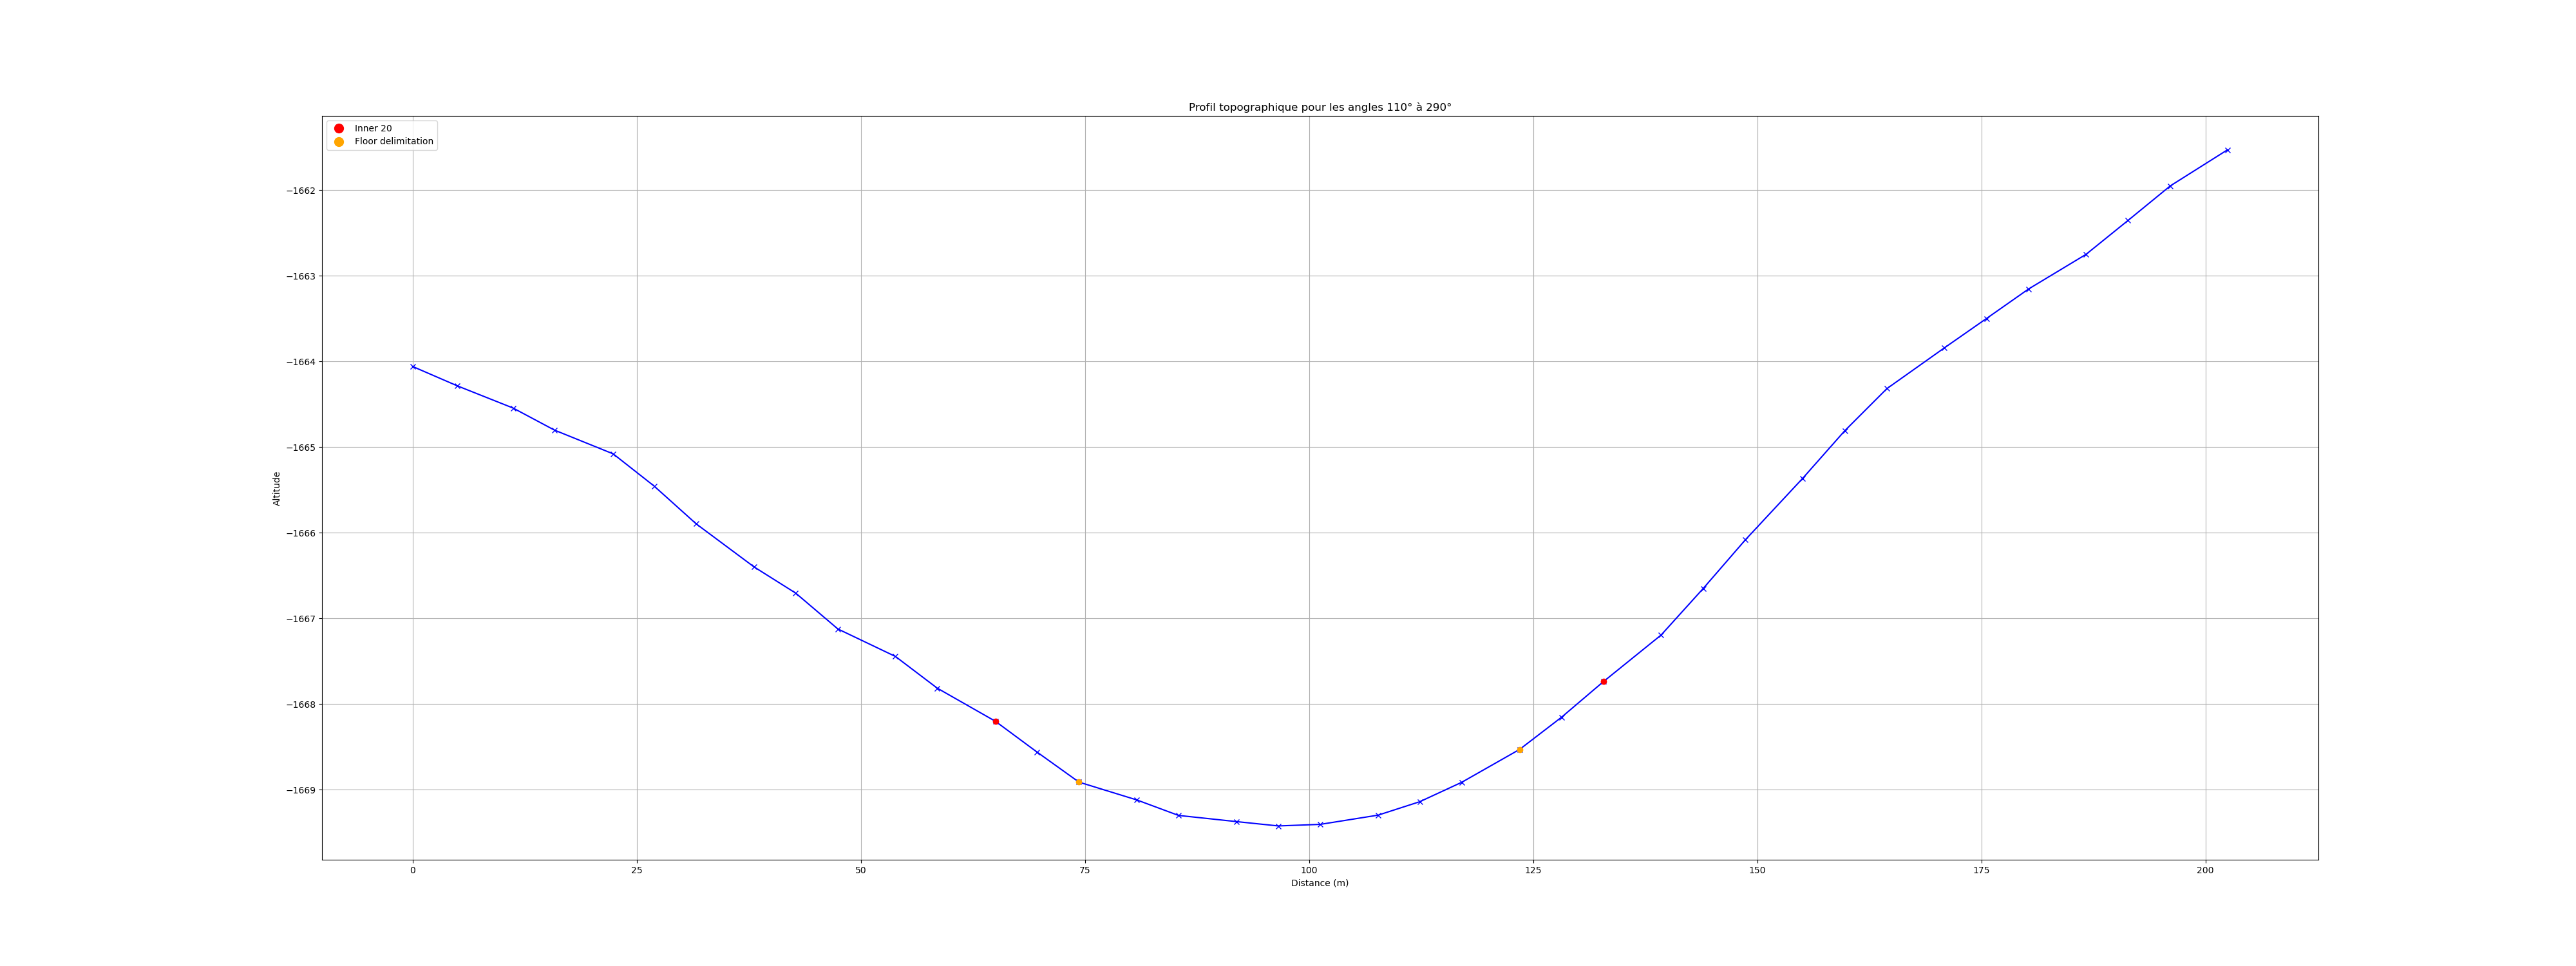 Profil topographique pour les angles 110° à 290°
Inner 20
Floor delimitation
−1662
−1663
−1664
−1665
−1666
−1667
−1668
−1669
Altitude
0 25 50 75 100 125 150 175 200
Distance (m)